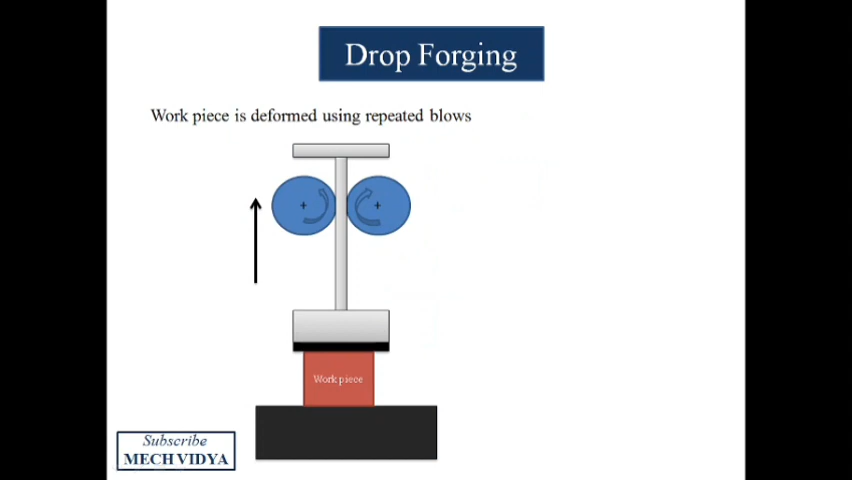 Drop Forging
Work piece is deformed using repeated blows
+ +
Work piece
Subscribe
MECH VIDYA